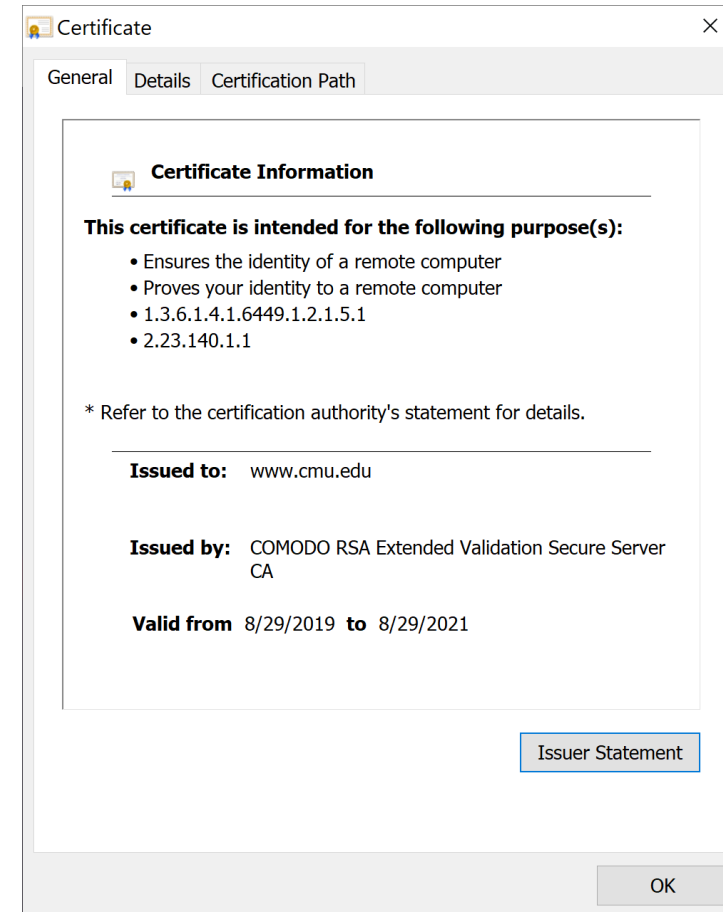 Certificate
General Details Certification Path
Certificate Information
This certificate is intended for the following purpose(s):
• Ensures the identity of a remote computer
• Proves your identity to a remote computer
• 1.3.6.1.4.1.6449.1.2.1.5.1
• 2.23.140.1.1
* Refer to the certification authority's statement for details.
Issued to: www.cmu.edu
Issued by: COMODO RSA Extended Validation Secure Server
CA
Valid from 8/29/2019 to 8/29/2021
Issuer Statement
OK